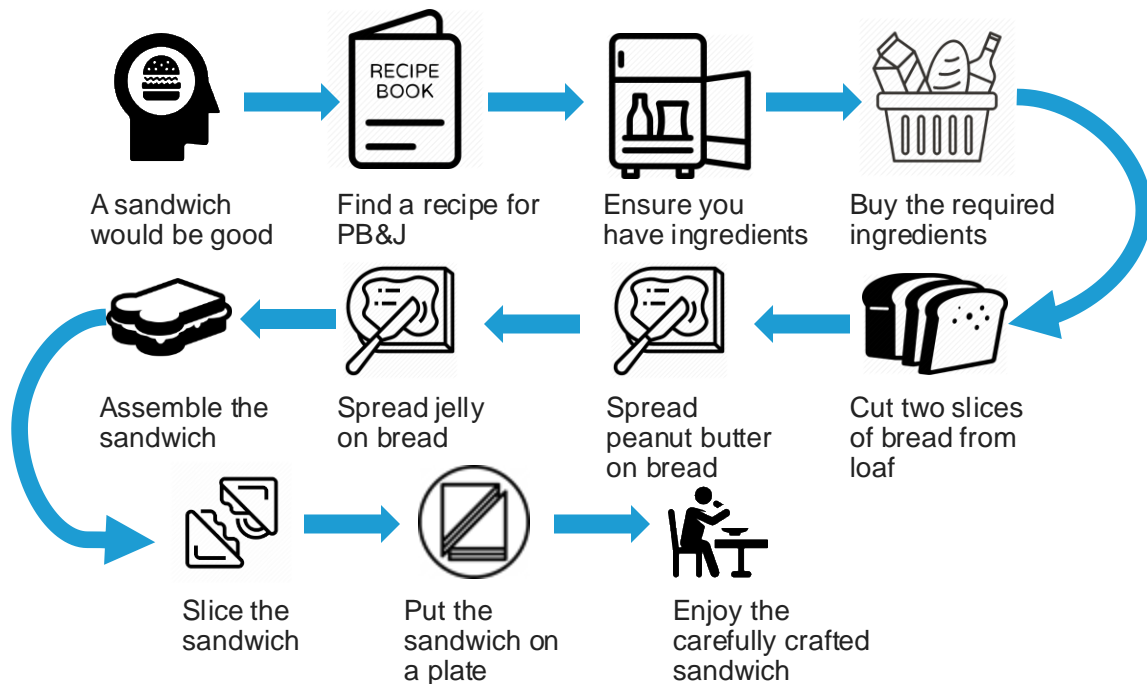 RECIPE
BOOK
A sandwich
would be good
Find a recipe for
PB&J
Ensure you
have ingredients
Buy the required
ingredients
Cut two slices
of bread from
loaf
Spread
peanut butter
on bread
Spread jelly
on bread
Assemble the
sandwich
Slice the
sandwich
Put the
sandwich on
a plate
Enjoy the
carefully crafted
sandwich